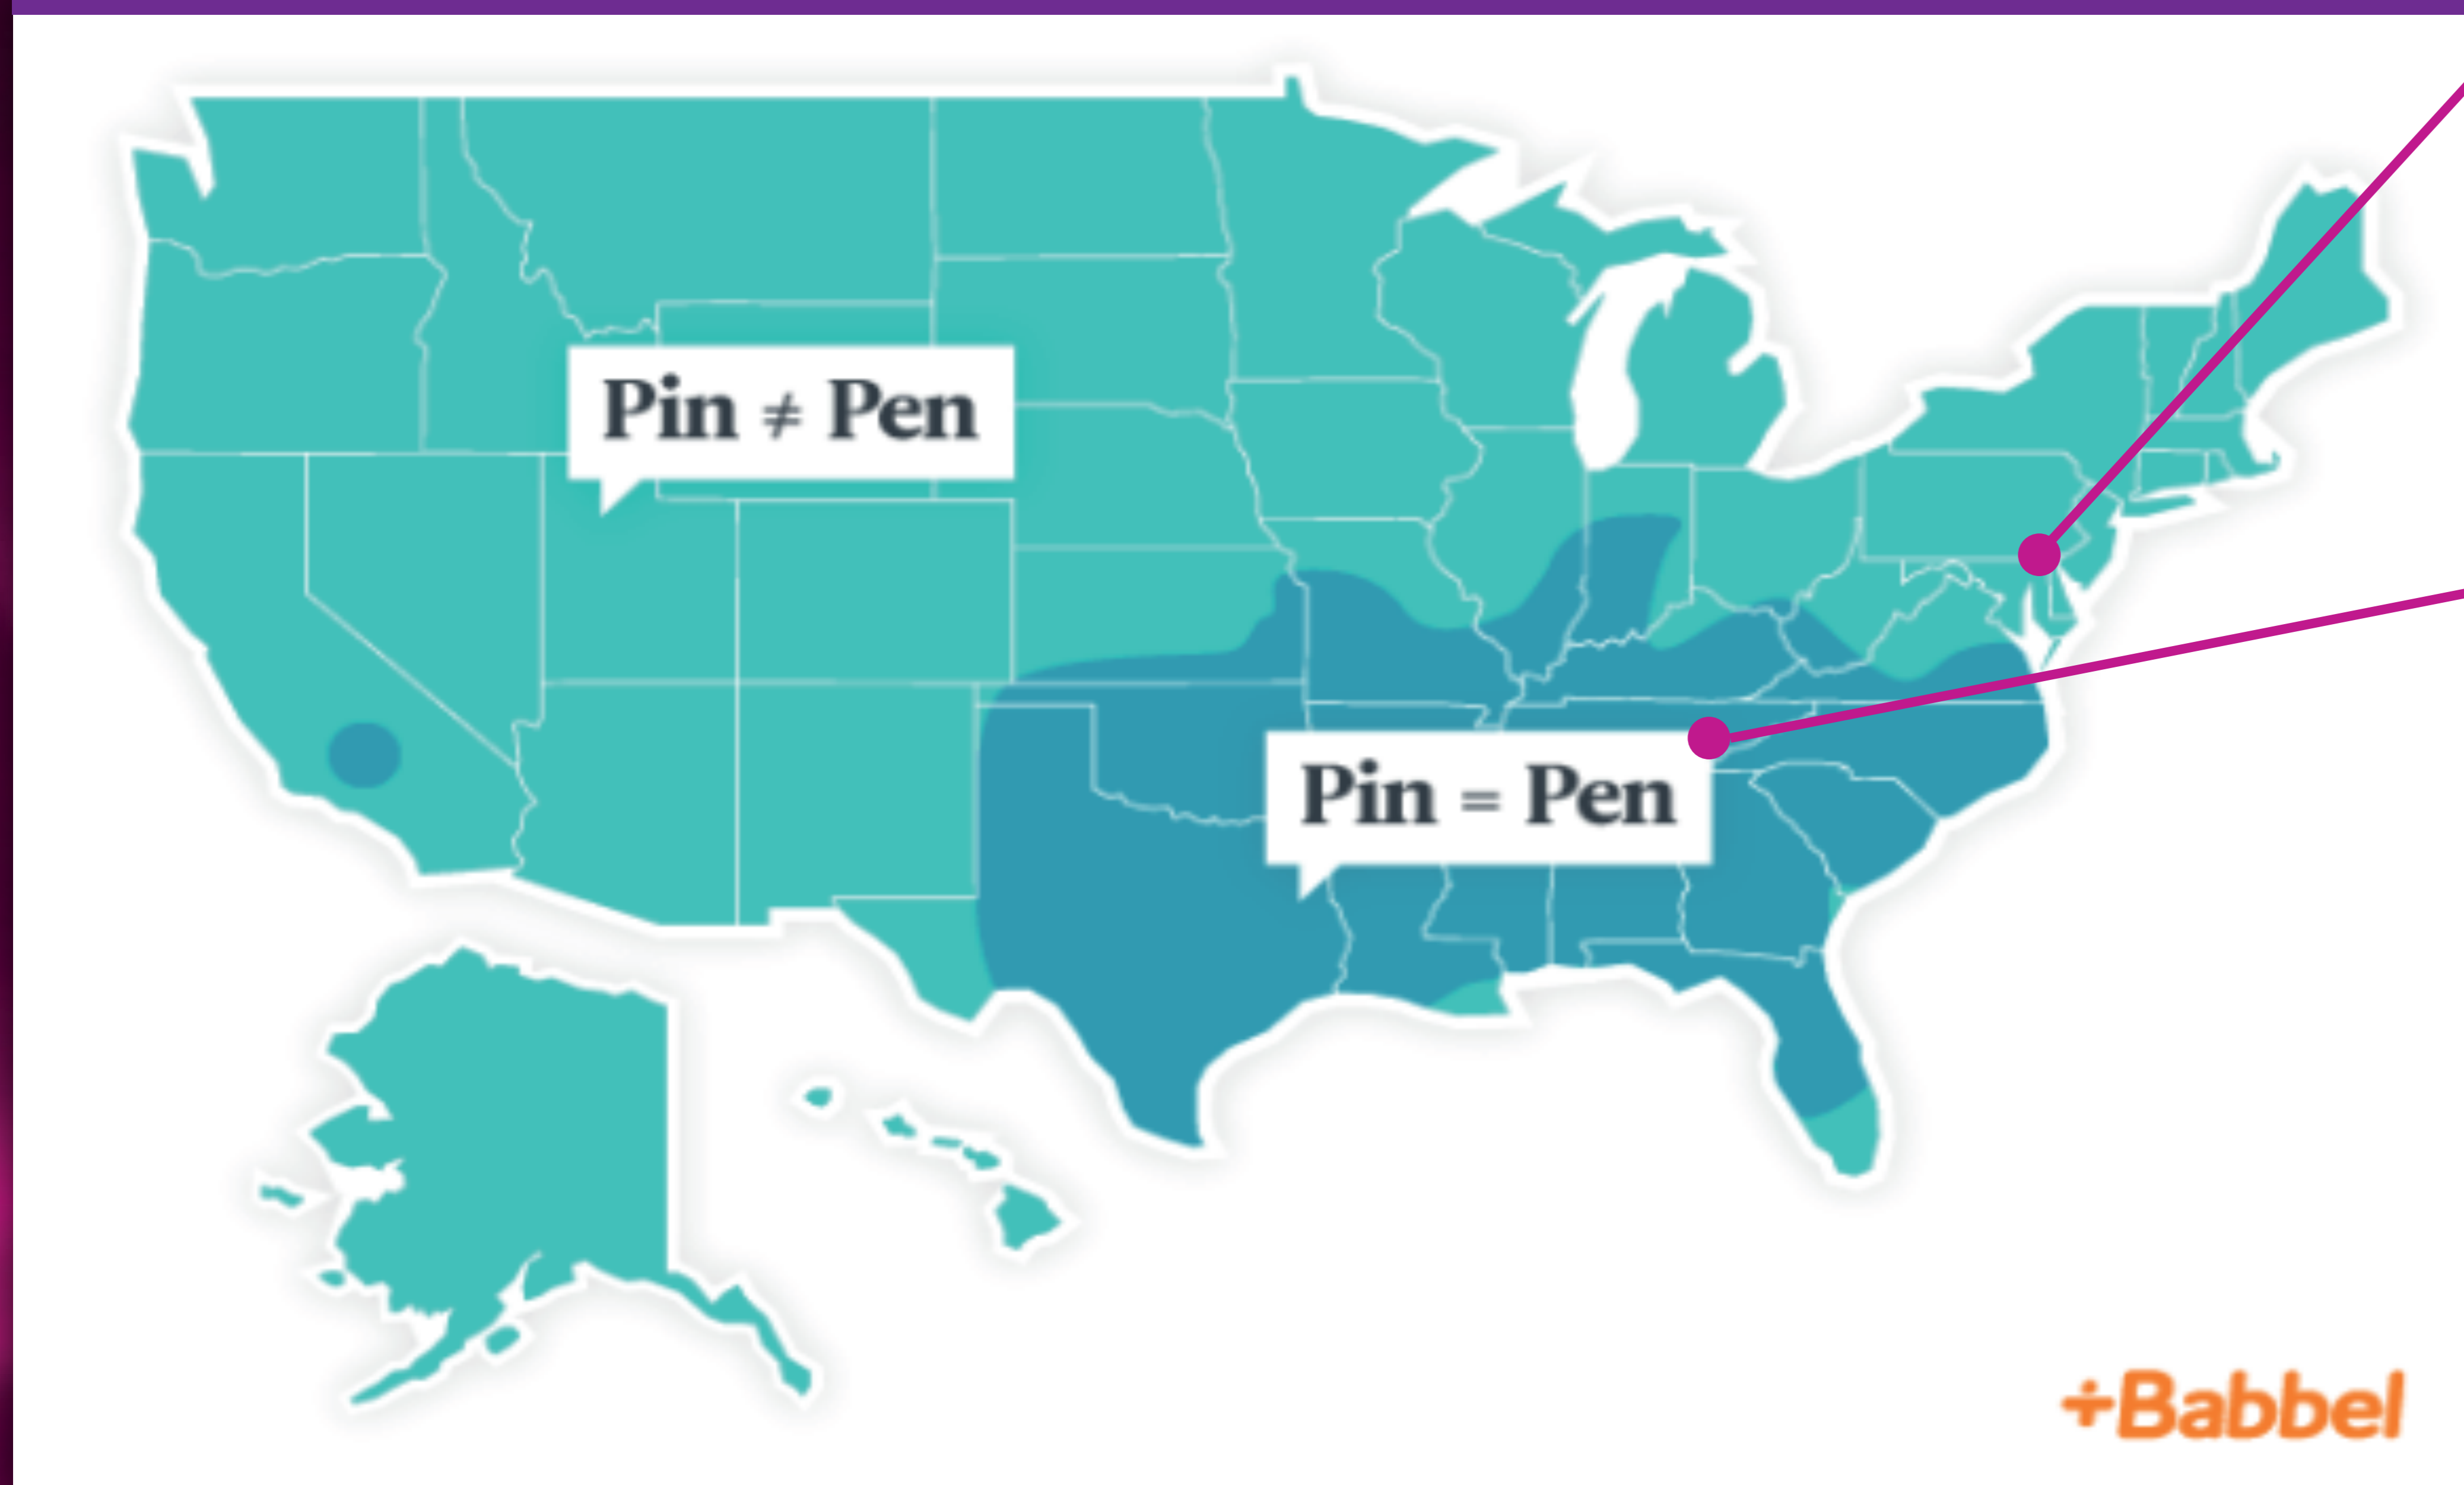 Pin ≠ Pen
Pin = Pen
+Babbel